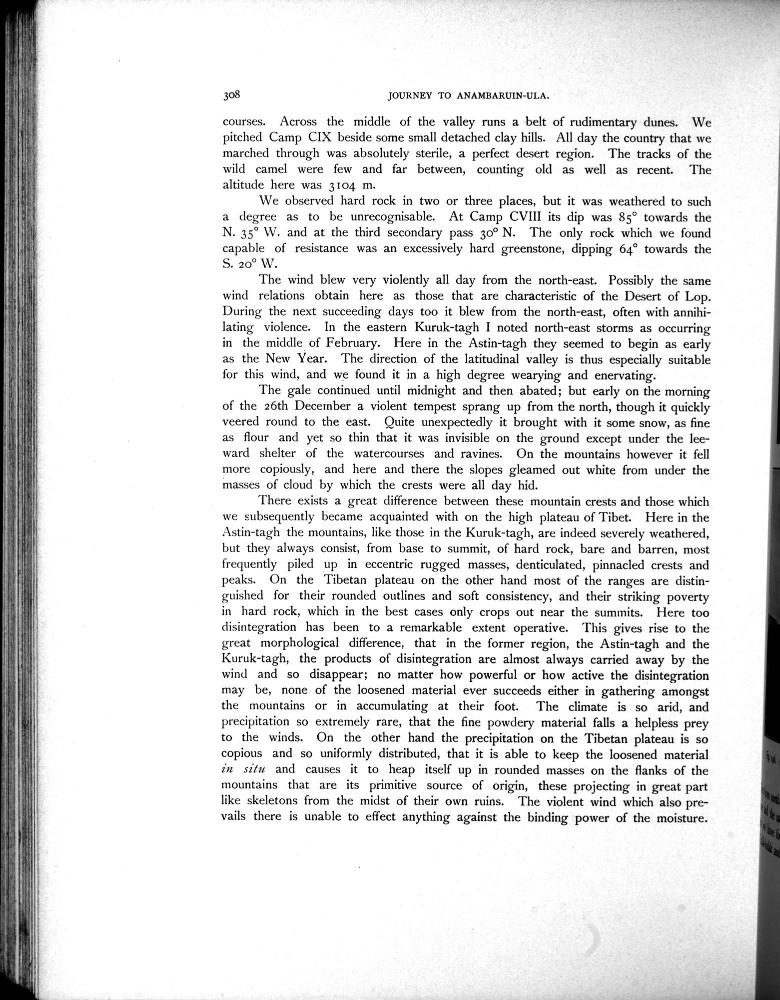 308 JOURNEY TO ANAMBARUIN-ULA.
courses. Across the middle of the valley runs a belt of rudimentary dunes. We
pitched Camp CIX beside some small detached clay hills. All day the country that we
marched through was absolutely sterile, a perfect desert region. The tracks of the
wild camel were few and far between, counting old as well as recent. The
altitude here was 3104 m.
We observed hard rock in two or three places, but it was weathered to such
a degree as to be unrecognisable. At Camp CVIII its dip was 85° towards the
N. 35° W. and at the third secondary pass 30° N. The only rock which we found
capable of resistance was an excessively hard greenstone, dipping 64° towards the
S. 20° W.
The wind blew very violently all day from the north-east. Possibly the same
wind relations obtain here as those that are characteristic of the Desert of Lop.
During the next succeeding days too it blew from the north-east, often with annihi-
lating violence. In the eastern Kuruk-tagh I noted north-east storms as occurring
in the middle of February. Here in the Astin-tagh they seemed to begin as early
as the New Year. The direction of the latitudinal valley is thus especially suitable
for this wind, and we found it in a high degree wearying and enervating.
The gale continued until midnight and then abated; but early on the morning
of the 26th December a violent tempest sprang up from the north, though it quickly
veered round to the east. Quite unexpectedly it brought with it some snow, as fine
as flour and yet so thin that it was invisible on the ground except under the lee-
ward shelter of the watercourses and ravines. On the mountains however it fell
more copiously, and here and there the slopes gleamed out white from under the
masses of cloud by which the crests were all day hid.
There exists a great difference between these mountain crests and those which
we subsequently became acquainted with on the high plateau of Tibet. Here in the
Astin-tagh the mountains, like those in the Kuruk-tagh, are indeed severely weathered,
but they always consist, from base to summit, of hard rock, bare and barren, most
frequently piled up in eccentric rugged masses, denticulated, pinnacled crests and
peaks. On the Tibetan plateau on the other hand most of the ranges are distin-
guished for their rounded outlines and soft consistency, and their striking poverty
in hard rock, which in the best cases only crops out near the summits. Here too
disintegration has been to a remarkable extent operative. This gives rise to the
great morphological difference, that in the former region, the Astin-tagh and the
Kuruk-tagh, the products of disintegration are almost always carried away by the
wind and so disappear; no matter how powerful or how active the disintegration
may be, none of the loosened material ever succeeds either in gathering amongst
the mountains or in accumulating at their foot. The climate is so arid, and
precipitation so extremely rare, that the fine powdery material falls a helpless prey
to the winds. On the other hand the precipitation on the Tibetan plateau is so
copious and so uniformly distributed, that it is able to keep the loosened material
in situ and causes it to heap itself up in rounded masses on the flanks of the
mountains that are its primitive source of origin, these projecting in great part
like skeletons from the midst of their own ruins. The violent wind which also pre-
vails there is unable to effect anything against the binding power of the moisture.